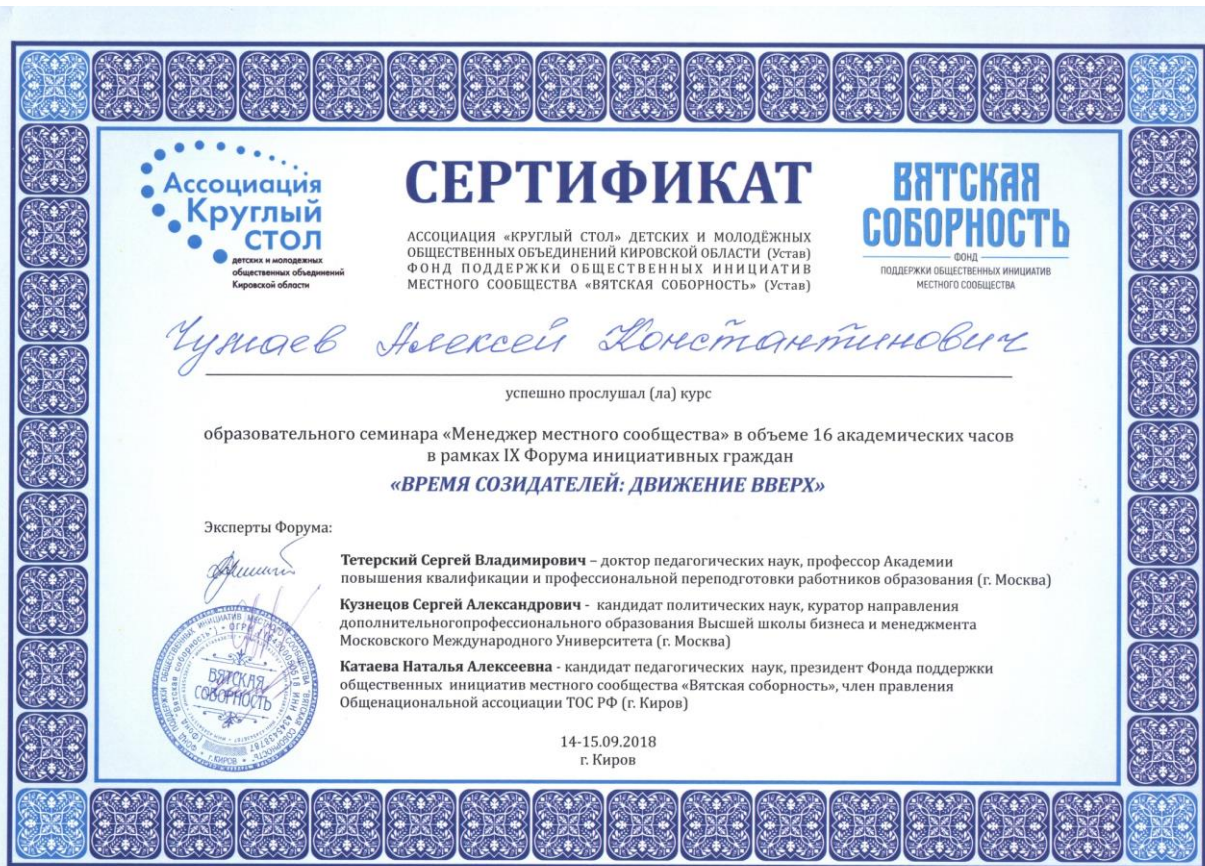 Ассоциация
Круглый
стол
детских и молодежных
общественных объединений
Кировской области
СЕРТИФИКАТ
АССОЦИАЦИЯ «КРУГЛЫЙ СТОЛ» ДЕТСКИХ И МОЛОДЁЖНЫХ
ОБЩЕСТВЕННЫХ ОБЪЕДИНЕНИЙ КИРОВСКОЙ ОБЛАСТИ (Устав)
ФОНД ПОДДЕРЖКИ ОБЩЕСТВЕННЫХ ИНИЦИАТИВ
МЕСТНОГО СООБЩЕСТВА «ВЯТСКАЯ СОБОРНОСТЬ» (Устав)
ВЯТСКАЯ
СОБОРНОСТЬ
ФОНД
ПОДДЕРЖКИ ОБЩЕСТВЕННЫХ ИНИЦИАТИВ
МЕСТНОГО СООБЩЕСТВА
Алексей Константинович
успешно прослушал (ла) курс
образовательного семинара «Менеджер местного сообщества» в объеме 16 академических часов
в рамках IX Форума инициативных граждан
«ВРЕМЯ СОЗИДАТЕЛЕЙ: ДВИЖЕНИЕ ВВЕРХ»
Эксперты Форума:
Тетерский Сергей Владимирович – доктор педагогических наук, профессор Академии
повышения квалификации и профессиональной переподготовки работников образования (г. Москва)
Кузнецов Сергей Александрович - кандидат политических наук, куратор направления
дополнительногопрофессионального образования Высшей школы бизнеса и менеджмента
Московского Международного Университета (г. Москва)
Катаева Наталья Алексеевна - кандидат педагогических наук, президент Фонда поддержки
общественных инициатив местного сообщества «Вятская соборность», член правления
Общенациональной ассоциации ТОС РФ (г. Киров)
ВЯТСКАЯ
СОБОРНОСТЬ
14-15.09.2018
г. Киров